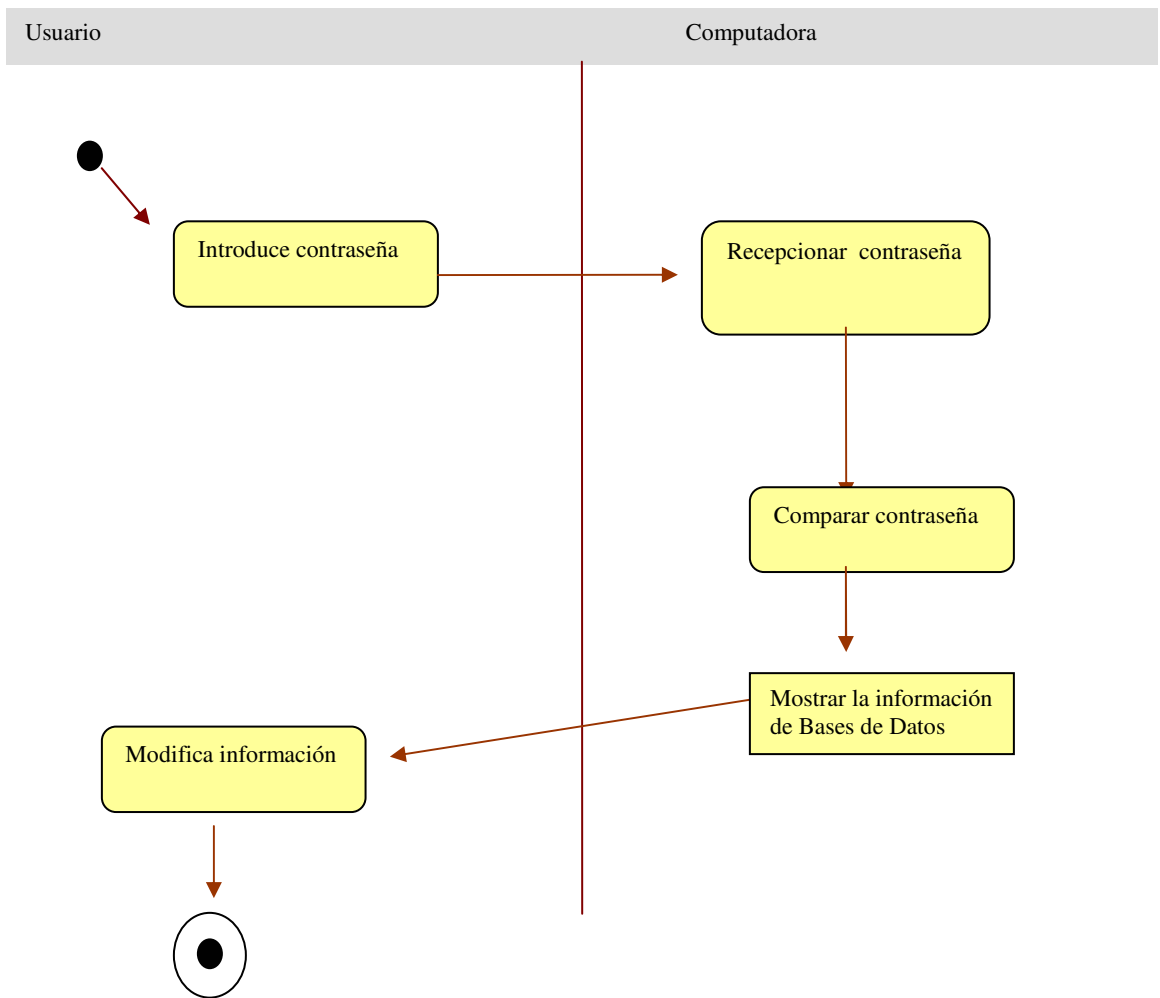 Usuario
Computadora
Introduce contraseña
Recepcionar contraseña
Comparar contraseña
Mostrar la información
de Bases de Datos
Modifica información